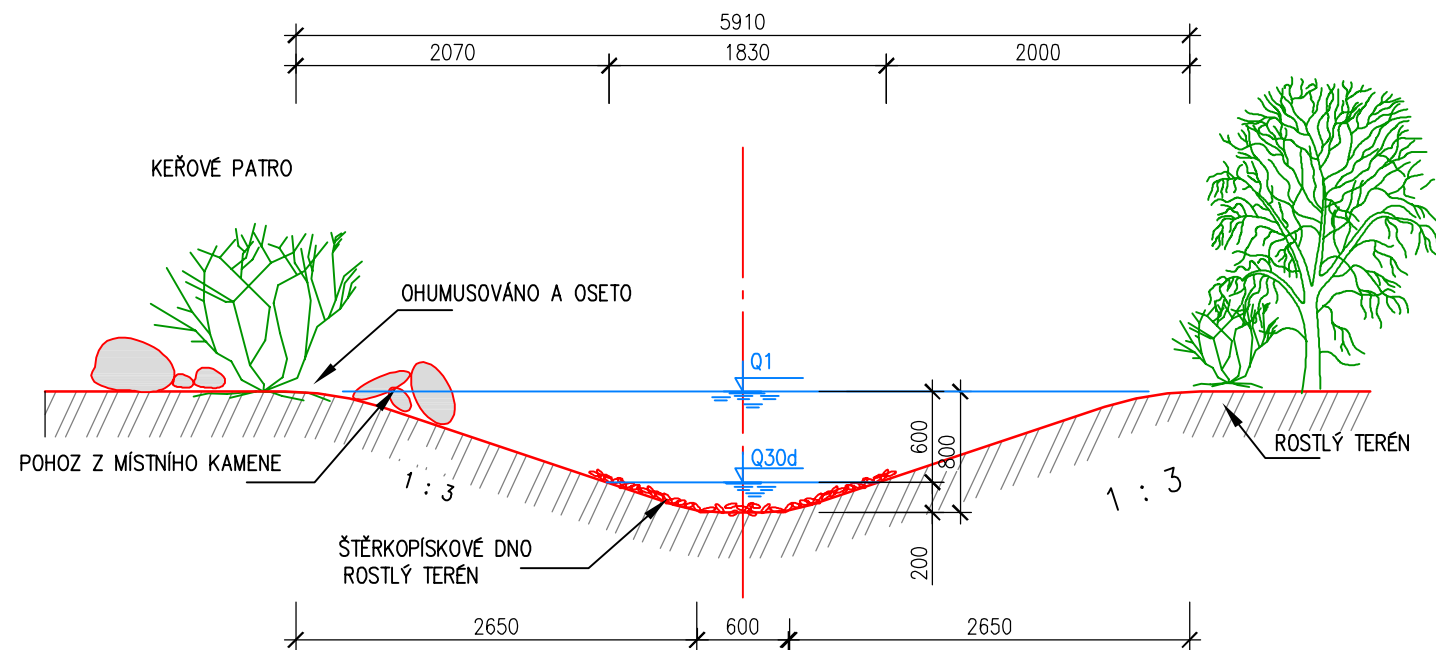 5910
2070 1830 2000
KEŘOVÉ PATRO
OHUMUSOVÁNO A OSETO
Q1
600
800
ROSTLÝ TERÉN
POHOZ Z MÍSTNÍHO KAMENE
Q30d
1 : 3
1 : 3
ŠTĚRKOPÍSKOVÉ DNO
ROSTLÝ TERÉN
200
2650 600 2650